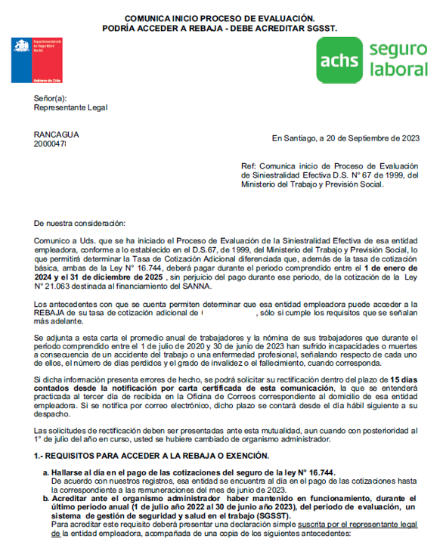 COMUNICA INICIO PROCESO DE EVALUACIÓN.
PODRÍA ACCEDER A REBAJA - DEBE ACREDITAR SGSST.
achs seguro
laboral
Señor(a):
Representante Legal
RANCAGUA
En Santiago, a 20 de Septiembre de 2023
Ref: Comunica inicio de Proceso de Evaluación
de Siniestralidad Efectiva D.S. N° 67 de 1999, del
Ministerio del Trabajo y Previsión Social.
De nuestra consideración:
Comunico a Uds. que se ha iniciado el Proceso de Evaluación de la Siniestralidad Efectiva de esa entidad
empleadora, conforme a lo establecido en el D.S.67, de 1999, del Ministerio del Trabajo y Previsión Social, lo
que permitirá determinar la Tasa de Cotización Adicional diferenciada que, además de la tasa de cotización
básica, ambas de la Ley N° 16.744, deberá pagar durante el periodo comprendido entre el 1 de enero de
2024 y el 31 de diciembre de 2025 , sin perjuicio del pago durante ese periodo, de la cotización de la Ley
N° 21.063 destinada al financiamiento del SANNA.
Los antecedentes con que se cuenta permiten determinar que esa entidad empleadora puede acceder a la
REBAJA de su tasa de cotización adicional de , sólo si cumple los requisitos que se señalan
más adelante.
Se adjunta a esta carta el promedio anual de trabajadores y la nómina de sus trabajadores que durante el
período comprendido entre el 1 julio de 2020 y 30 de junio de 2023 han sufrido incapacidades o muertes
a consecuencia de un accidente del trabajo o una enfermedad profesional, señalando respecto de cada uno
de ellos, el número de días perdidos y el grado de invalidez o el fallecimiento, cuando corresponda.
Si dicha información presenta errores de hecho, se podrá solicitar su rectificación dentro del plazo de 15 días
contados desde la notificación por carta certificada de esta comunicación, la que se entenderá
practicada al tercer día de recibida en la Oficina de Correos correspondiente al domicilio de esa entidad
empleadora. Si se notifica por correo electrónico, dicho plazo se contará desde el día hábil siguiente a su
despacho.
Las solicitudes de rectificación deben ser presentadas ante esta mutualidad, aun cuando con posterioridad al
1° de julio del año en curso, usted se hubiere cambiado de organismo administrador.
1.- REQUISITOS PARA ACCEDER A LA REBAJA O EXENCIÓN.
a. Hallarse al día en el pago de las cotizaciones del seguro de la ley N° 16.744.
De acuerdo con nuestros registros, esa entidad se encuentra al día en el pago de las cotizaciones hasta
la correspondiente a las remuneraciones del mes de junio de 2023.
b. Acreditar ante el organismo administrador haber mantenido en funcionamiento, durante el
último periodo anual (1 de julio año 2022 al 30 de junio año 2023), del periodo de evaluación, un
sistema de gestión de seguridad y salud en el trabajo (SGSST).
Para acreditar este requisito deberá presentar una declaración simple suscrita por el representante legal
de la entidad empleadora, acompañada de una copia de los siguientes antecedentes: